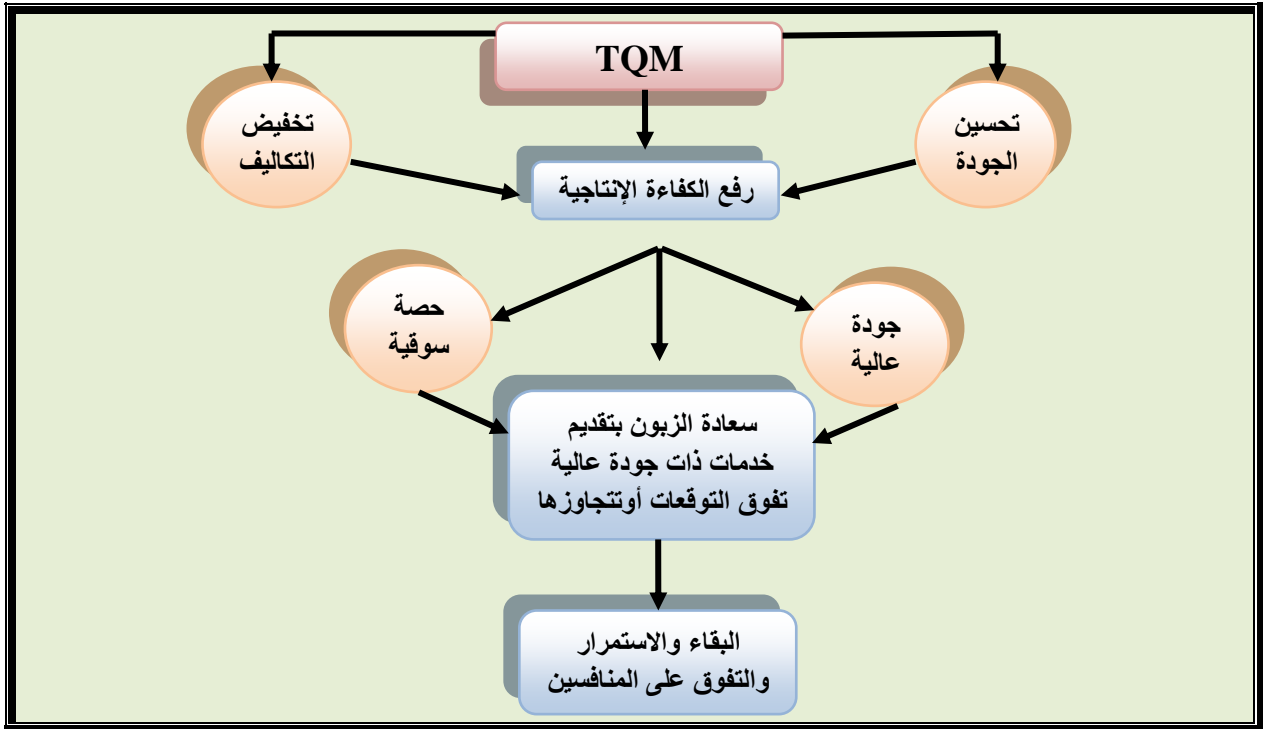 TQM
تحسين
الجودة
تخفيض
التكاليف
رفع الكفاءة الإنتاجية
جودة
عالية
حصة
سوقية
سعادة الزبون بتقديم
خدمات ذات جودة عالية
تفوق التوقعات أوتتجاوزها
البقاء والاستمرار
والتفوق على المنافسين